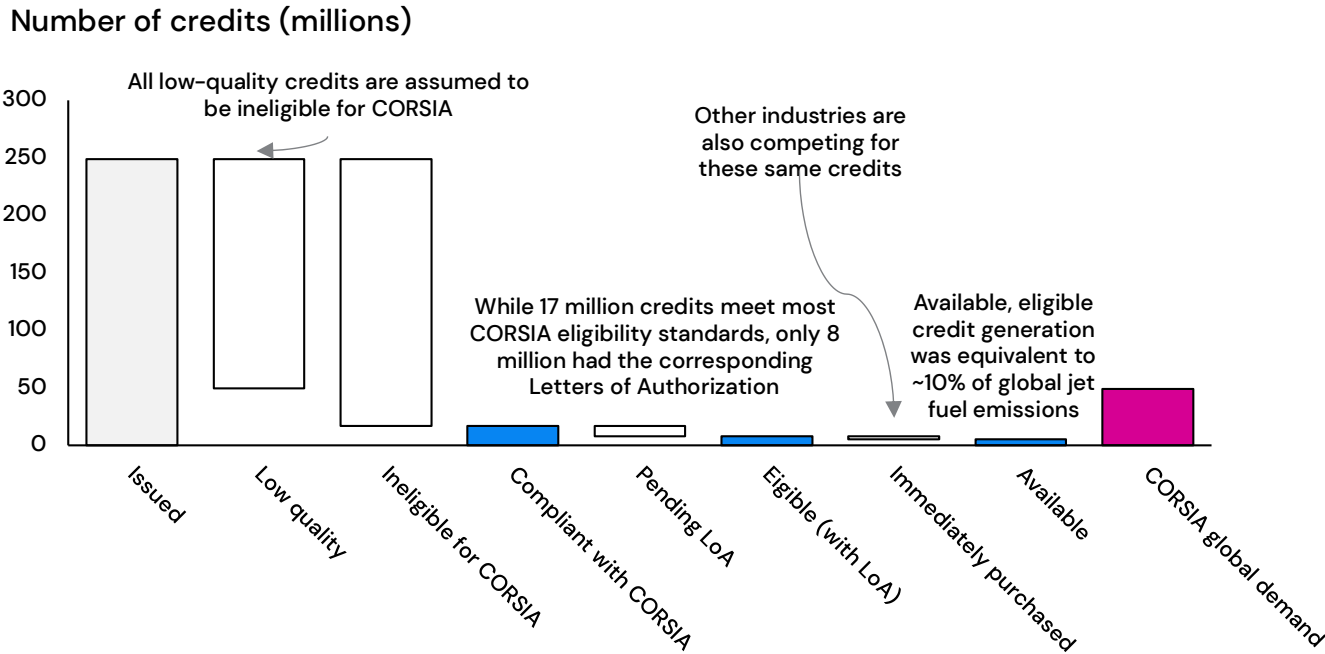 Number of credits (millions)
All low-quality credits are assumed to
be ineligible for CORSIA
Other industries are
also competing for
these same credits
While 17 million credits meet most
CORSIA eligibility standards, only 8
million had the corresponding
Letters of Authorization
Available, eligible
credit generation
was equivalent to
~10% of global jet
fuel emissions
300
250
200
150
100
50
0
Issued
Low quality
Ineligible for CORSIA
Compliant with CORSIA
Pending LoA
Eigible (with LoA)
Immediately purchased
Available
CORSIA global demand